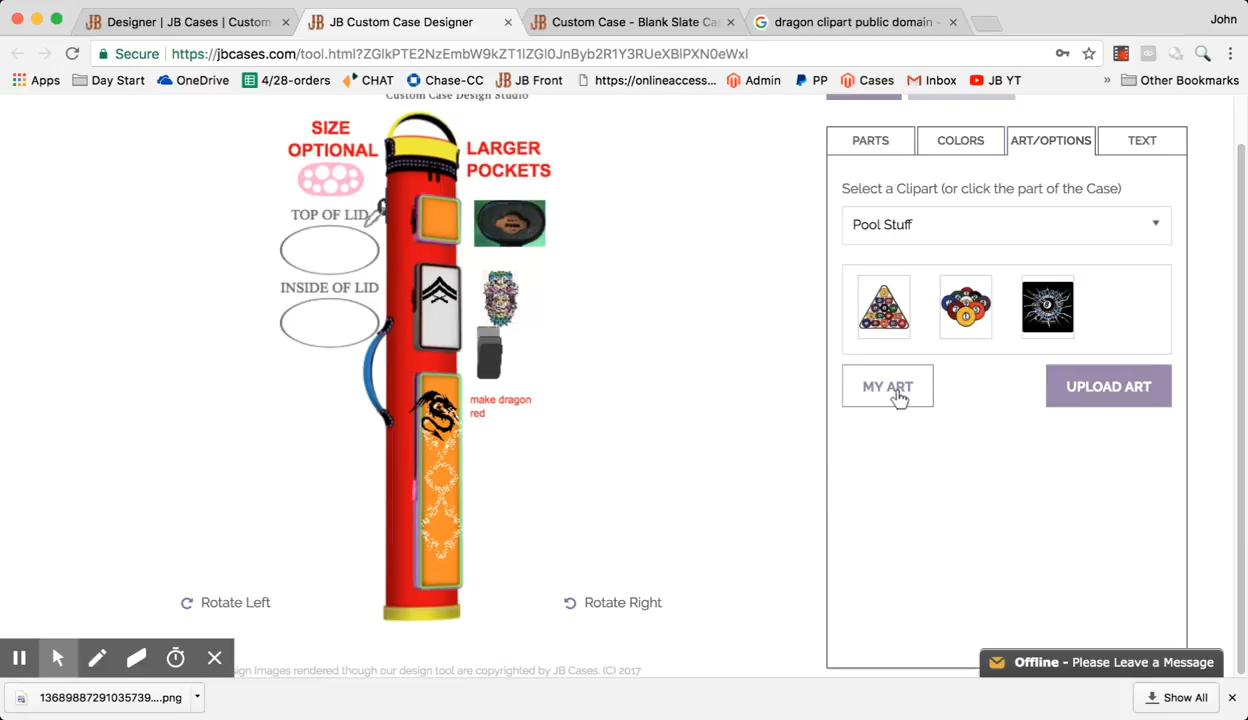 Designer | JB Cases | Custom
JB Custom Case Designer
Custom Case - Blank Slate Cas
dragon clipart public domain -
John
Secure
https://jbcases.com/tool.html?ZGlkPTE2NzEmbW9kZT1lZGl0JnByb2R1Y3RUeXBlPXN0eWxl
Apps
Day Start
OneDrive
4/28-orders
CHAT
Chase-CC
JB Front
https://onlineaccess...
Admin
PP
Cases
Inbox
JB YT
»
Other Bookmarks
Custom Case Design Studio
SIZE
OPTIONAL
LARGER
POCKETS
TOP OF LID
INSIDE OF LID
make dragon
red
Rotate Left
Rotate Right
PARTS
COLORS
ART/OPTIONS
TEXT
Select a Clipart (or click the part of the Case)
Pool Stuff
MY ART
UPLOAD ART
sign Images rendered though our design tool are copyrighted by JB Cases. (C) 2017
Offline - Please Leave a Message
13689887291035739....png
Show All